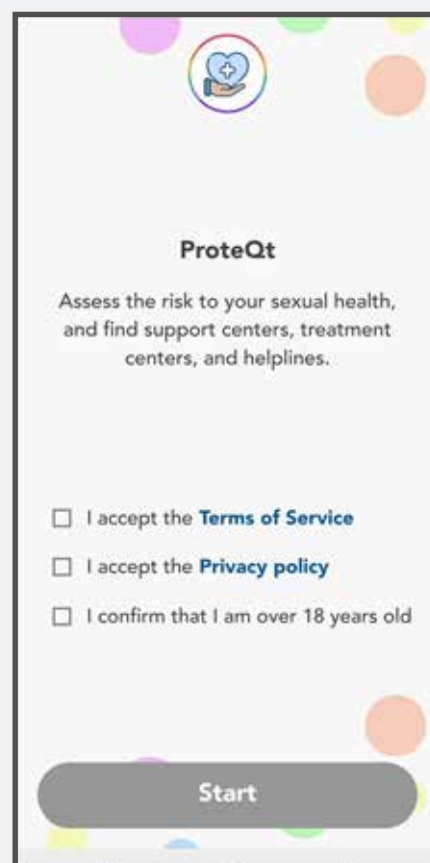 ProteQt
Assess the risk to your sexual health,
and find support centers, treatment
centers, and helplines.
I accept the Terms of Service
I accept the Privacy policy
I confirm that I am over 18 years old
Start